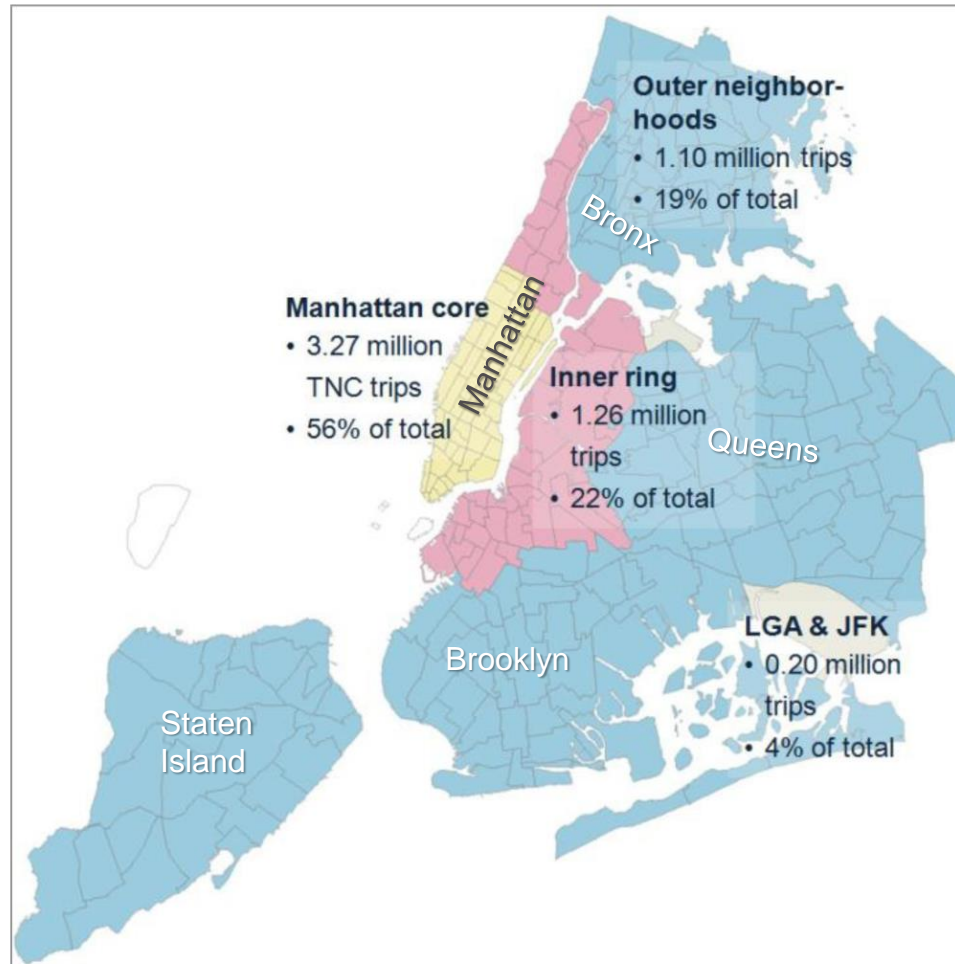 Outer neighbor-
hoods
• 1.10 million trips
• 19% of total
Bronx
Manhattan core
• 3.27 million
TNC trips
• 56% of total
Manhattan
Inner ring
• 1.26 million
trips
• 22% of total
Queens
LGA & JFK
• 0.20 million
trips
• 4% of total
Brooklyn
Staten
Island